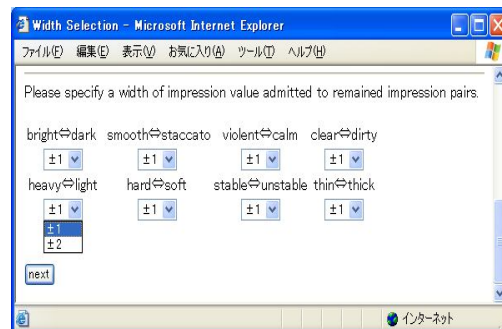 Width Selection - Microsoft Internet Explorer
ファイル(F) 編集(E) 表示(V) お気に入り(A) ツール(T) ヘルプ(H)
Please specify a width of impression value admitted to remained impression pairs.
bright⇔dark smooth⇔staccato violent⇔calm clear⇔dirty
±1 ±1 ±1 ±1
heavy⇔light hard⇔soft stable⇔unstable thin⇔thick
±1 ±1 ±1 ±1
±1
±2
next
インターネット